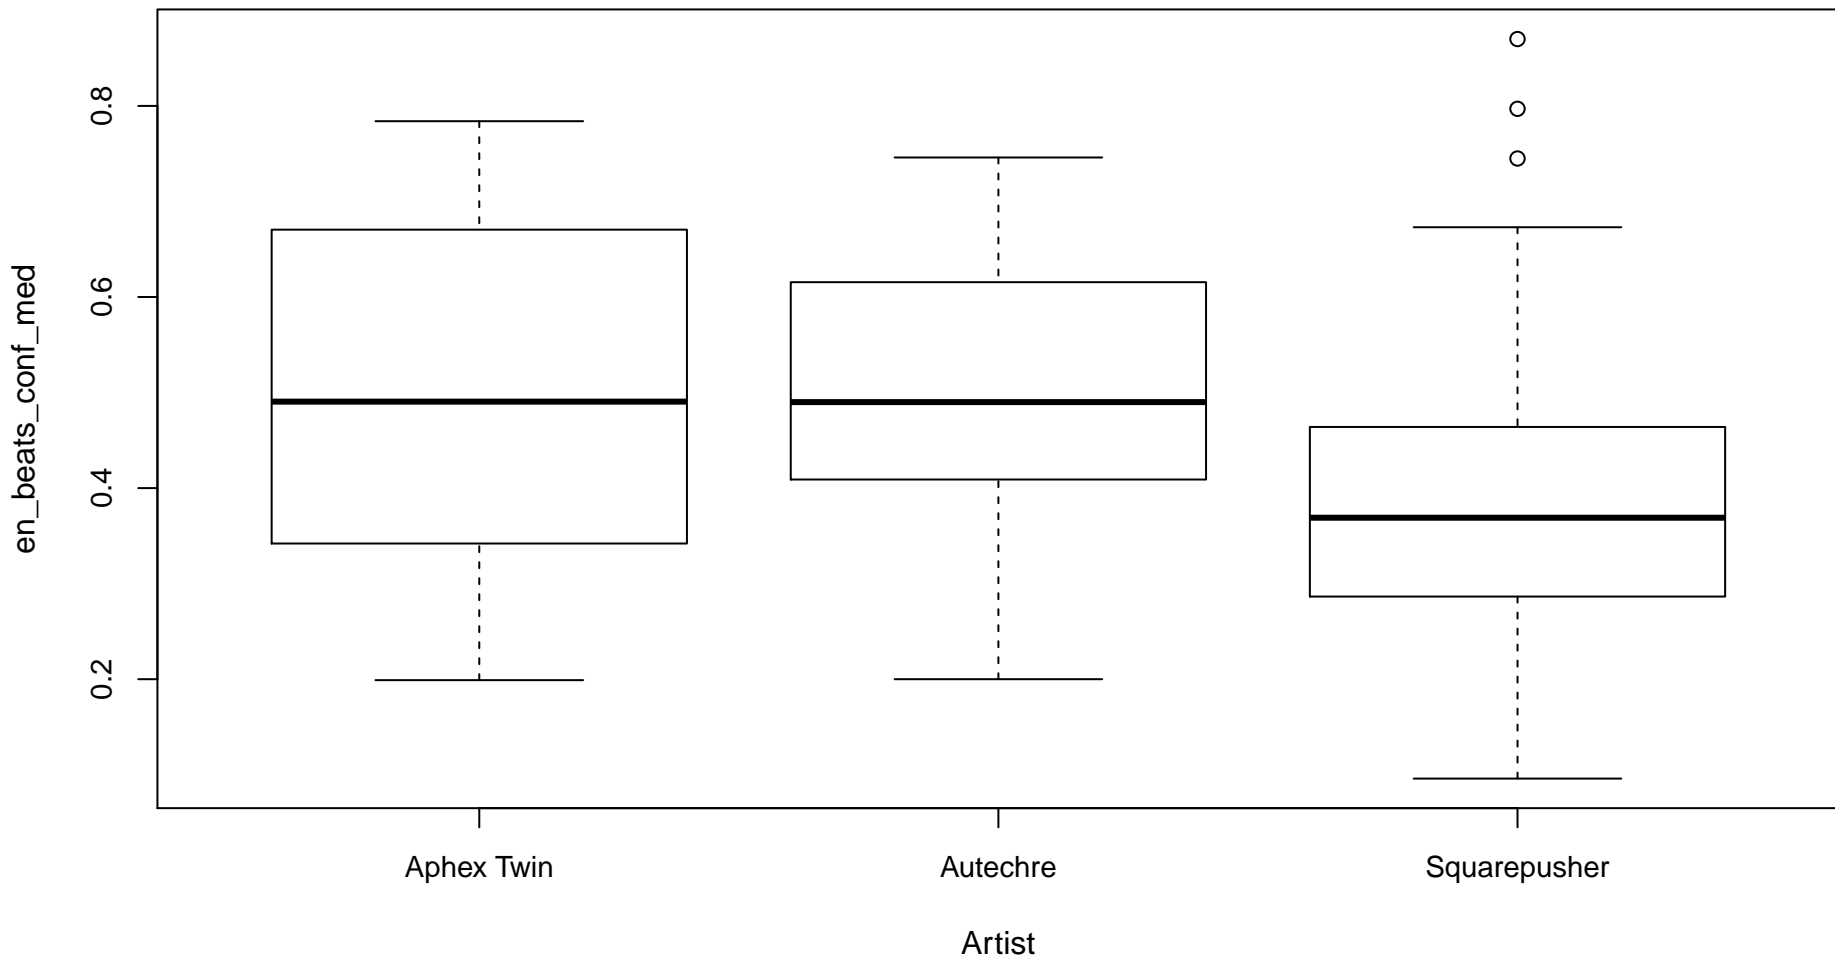 en_beats_conf_med
0.8
0.6
0.4
0.2
Aphex Twin
Autechre
Squarepusher
Artist